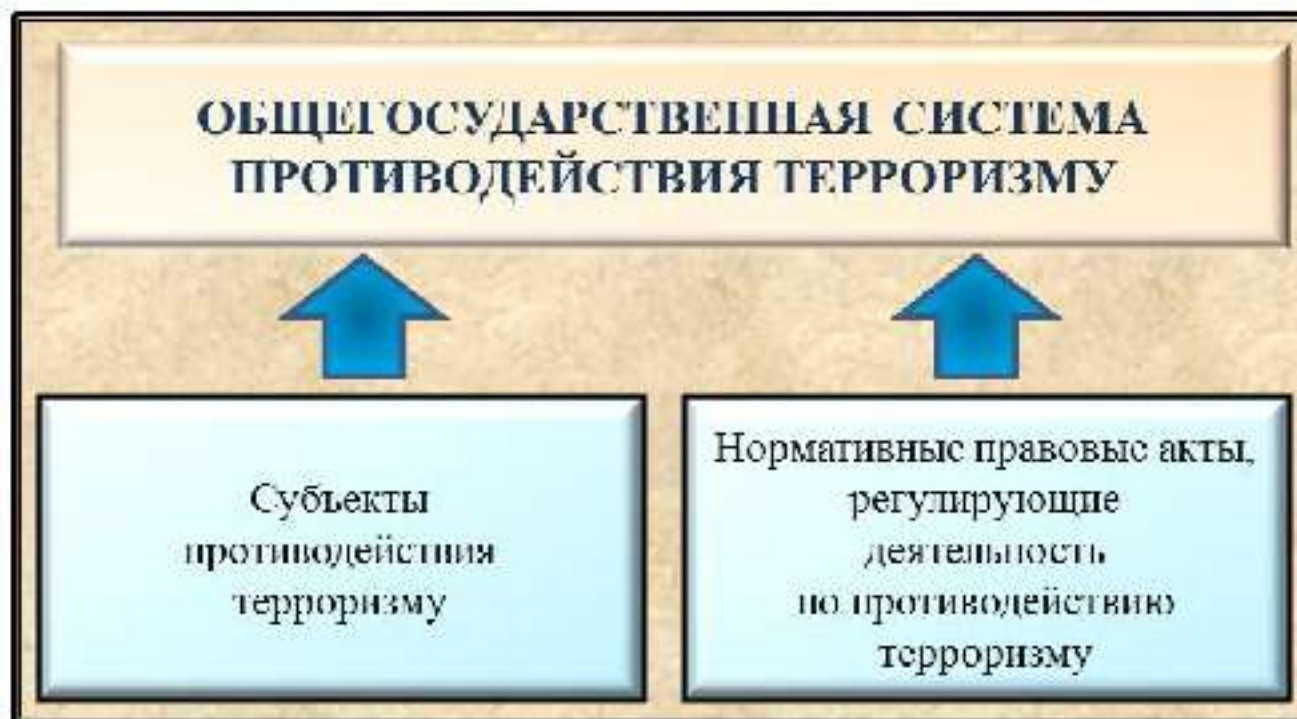 ОБЩЕГОСУДАРСТВЕННАЯ СИСТЕМА
ПРОТИВОДЕЙСТВИЯ ТЕРРОРИЗМУ
Субъекты
противодействия
терроризму
Нормативные правовые акты,
регулирующие
деятельность
по противодействию
терроризму